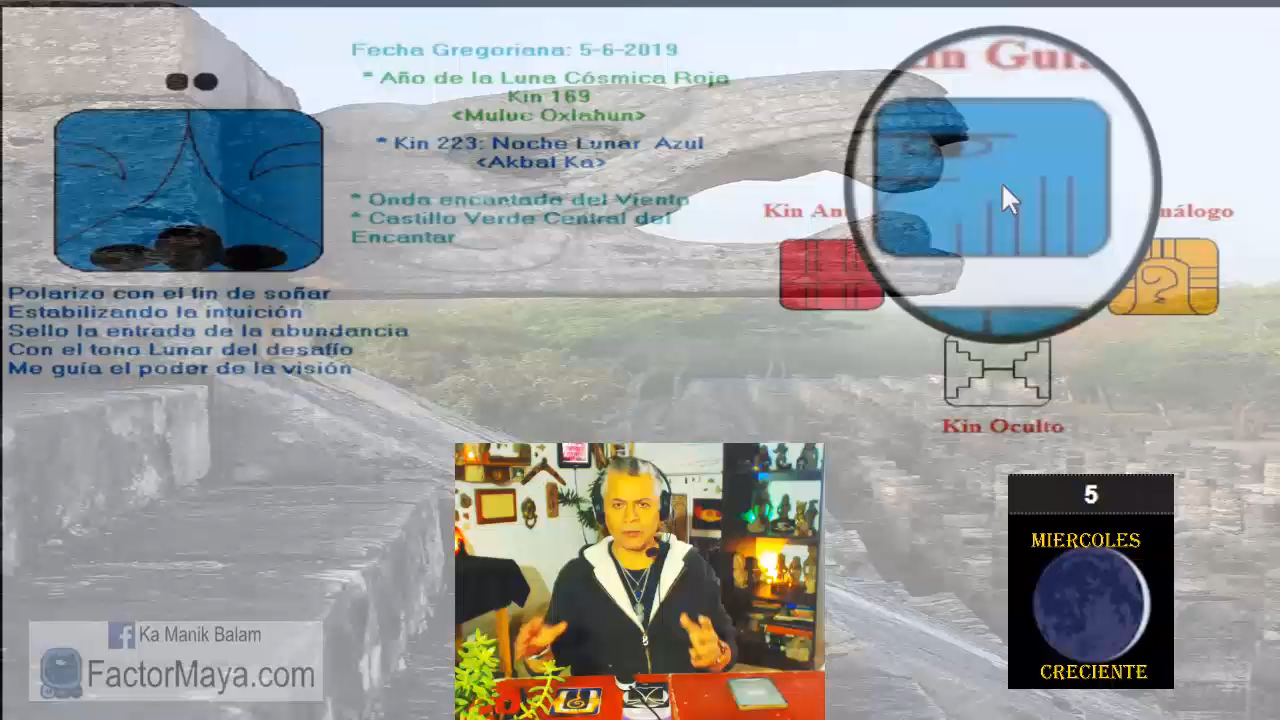 Fecha Gregoriana: 5-6-2019
* Año de la Luna Cósmica Roja
Kin 169
<Muluc Oxlahun>
* Kin 223: Noche Lunar Azul
<Akbal Ka>
* Onda encantada del Viento
* Castillo Verde Central del
Encantar
Polarizo con el fin de soñar
Estabilizando la intuición
Sello la entrada de la abundancia
Con el tono Lunar del desafío
Me guía el poder de la visión
Kin
Kin Oculto
5
MIERCOLES
CRECIENTE
Ka Manik Balam
FactorMaya.com